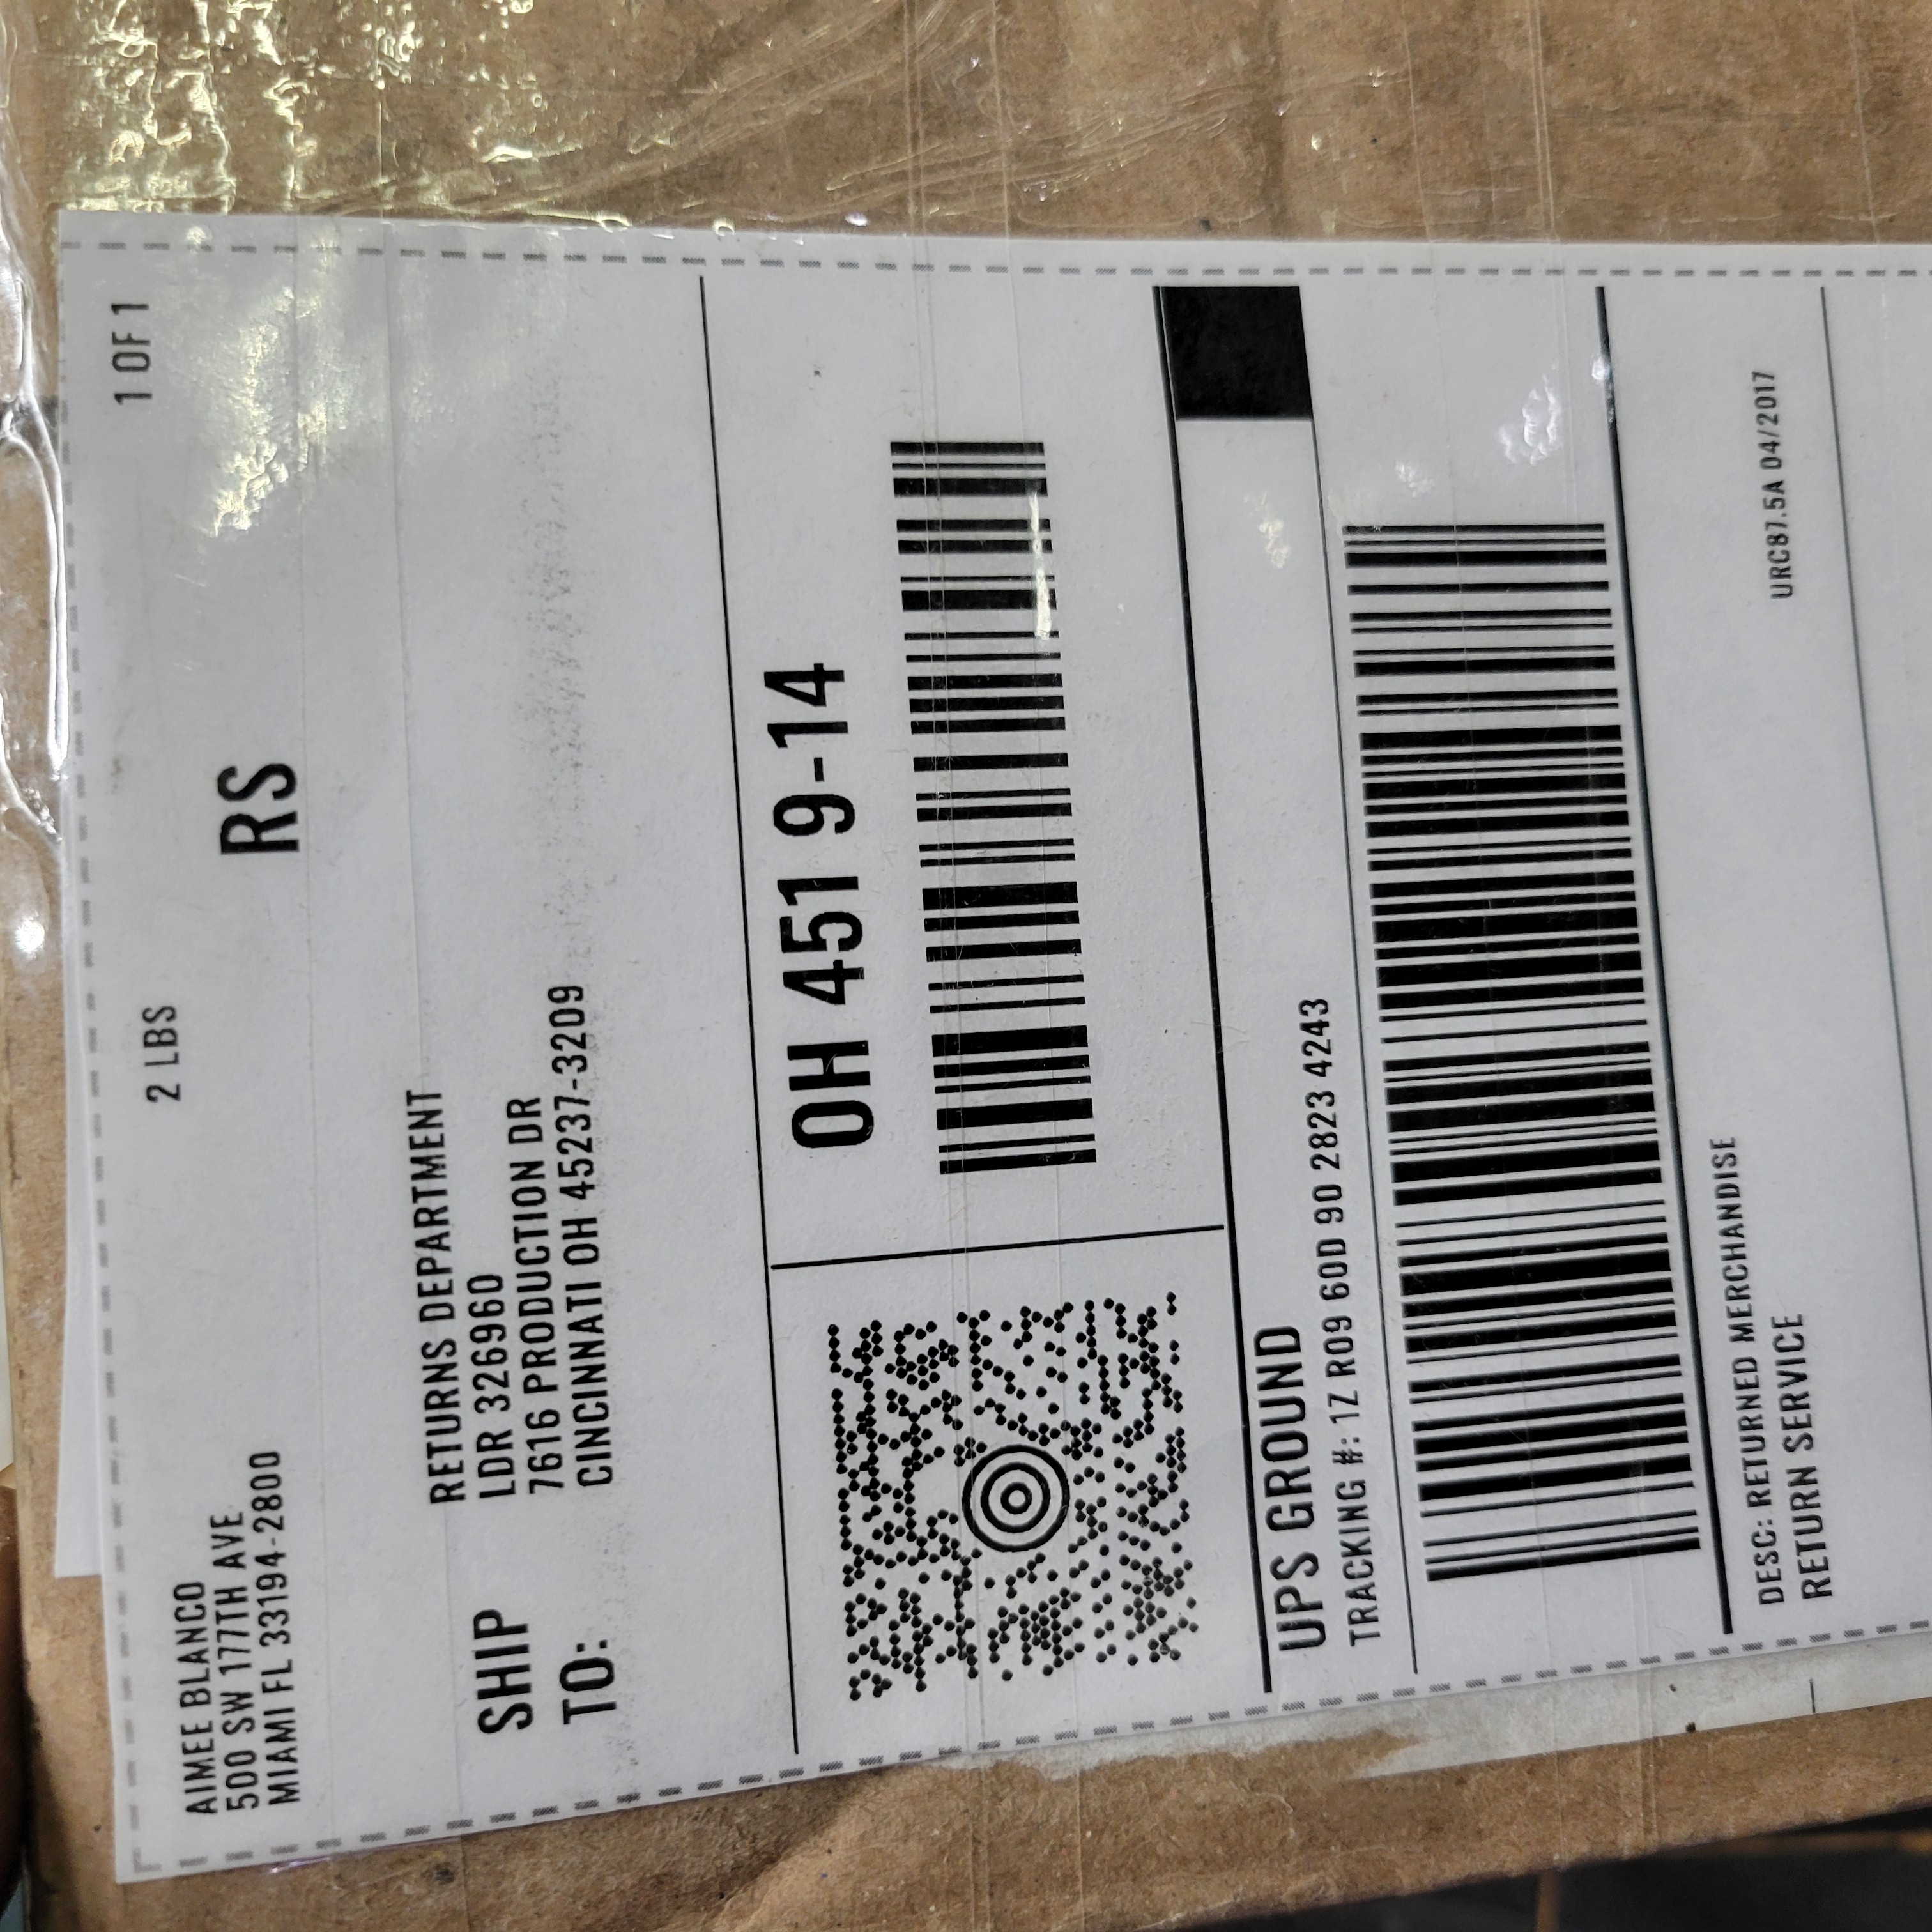 1 OF 1
2 LBS
AIMEE BLANCO
500 SW 177TH AVE
MIAMI FL 33194-2800
RS
SHIP
TO:
RETURNS DEPARTMENT
LDR 326960
7616 PRODUCTION DR
CINCINNATI OH 45237-3209
OH 451 9-14
UPS GROUND
TRACKING #: 1Z R09 60D 90 2823 4243
DESC: RETURNED MERCHANDISE
RETURN SERVICE
URC87.5A 04/2017